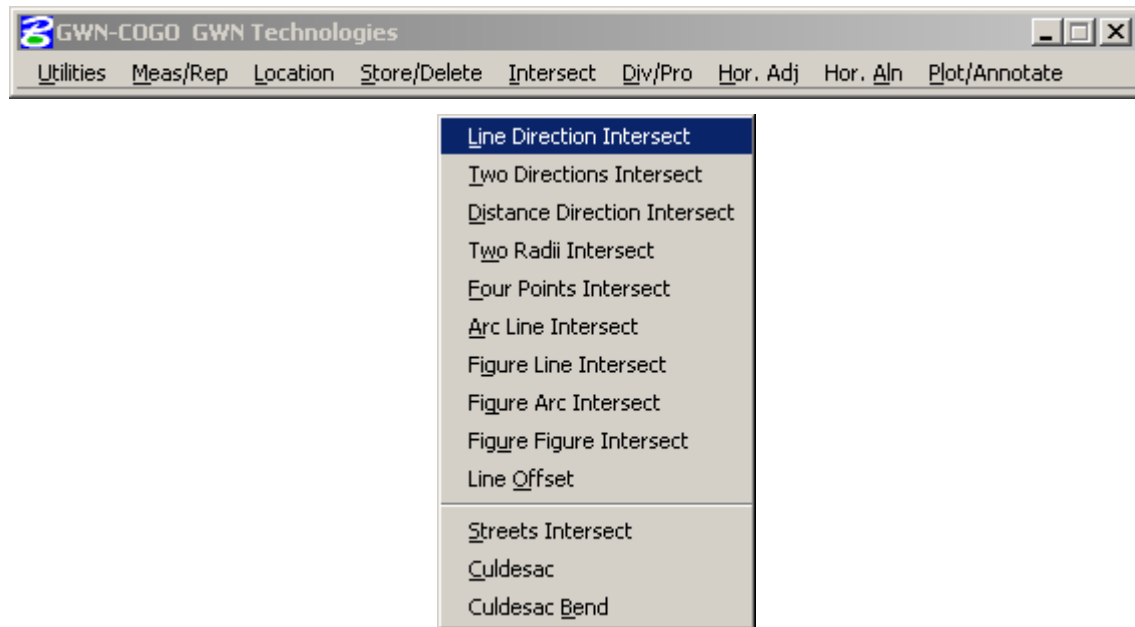 GWN-COGO GWN Technologies
Utilities Meas/Rep Location Store/Delete Intersect Div/Pro Hor. Adj Hor. Aln Plot/Annotate
Line Direction Intersect
Two Directions Intersect
Distance Direction Intersect
Two Radii Intersect
Four Points Intersect
Arc Line Intersect
Figure Line Intersect
Figure Arc Intersect
Figure Figure Intersect
Line Offset
Streets Intersect
Culdesac
Culdesac Bend